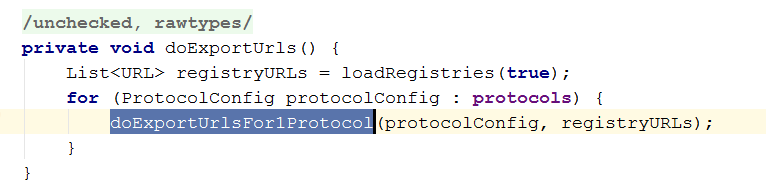 /unchecked, rawtypes/
private void doExportUrls() {
List<URL> registryURLs = loadRegistries(true);
for (ProtocolConfig protocolConfig : protocols) {
doExportUrlsFor1Protocol(protocolConfig, registryURLs);
}
}